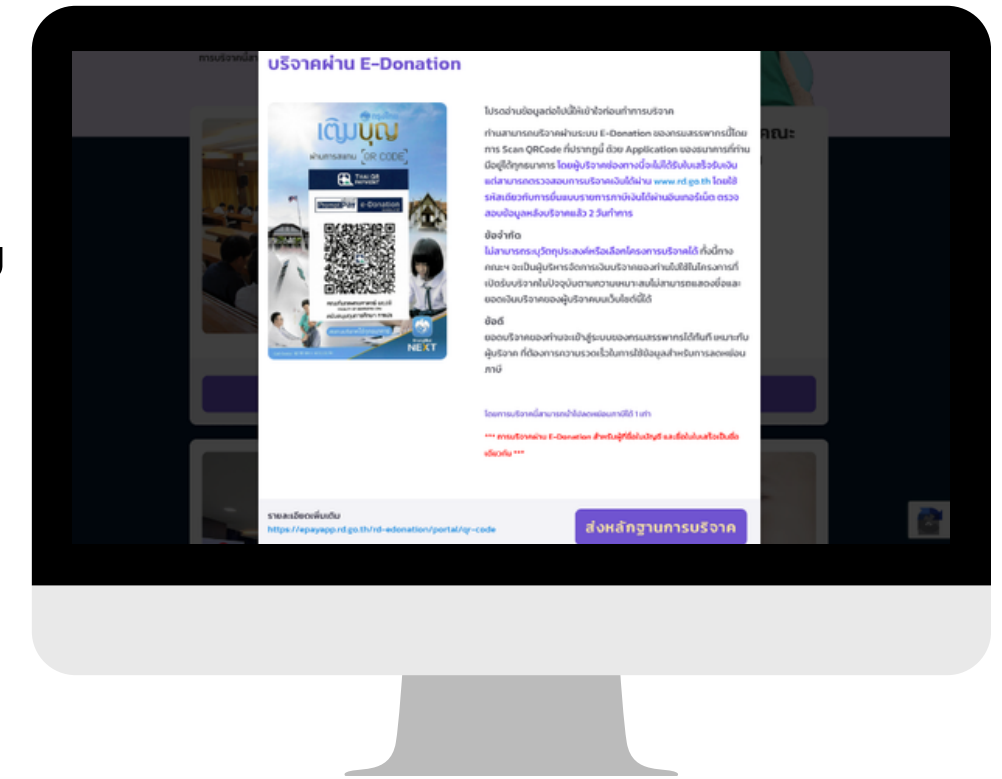 บริจาคผ่าน E-Donation
กรุงไทย
เติมบุญ
ผ่านการสแกน QR CODE
THAI QR
PAYMENT
PromptPay e-Donation
NEXT
โปรดอ่านข้อมูลต่อไปนี้ให้เข้าใจก่อนทำการบริจาค
ท่านสามารถบริจาคผ่านระบบ E-Donation ของกรมสรรพากรนี้โดย
การ Scan QRCode ที่ปรากฏนี้ ด้วย Application ของธนาคารที่ท่าน
มีอยู่ได้ทุกธนาคาร โดยผู้บริจาคช่องทางนี้จะไม่ได้รับใบเสร็จรับเงิน
แต่สามารถตรวจสอบการบริจาคเงินได้ผ่าน www.rd.go.th โดยใช้
รหัสเดียวกับการยื่นแบบรายการภาษีเงินได้ผ่านอินเทอร์เน็ต ตรวจ
สอบข้อมูลหลังบริจาคแล้ว 2 วันทำการ
ข้อจำกัด
ไม่สามารถระบุวัตถุประสงค์หรือเลือกโครงการบริจาคได้ ทั้งนี้ทาง
คณะฯ จะเป็นผู้บริหารจัดการเงินบริจาคของท่านไปใช้ในโครงการที่
เปิดรับบริจาคในปัจจุบันตามความเหมาะสมไม่สามารถแสดงชื่อและ
ยอดเงินบริจาคของผู้บริจาคบนเว็บไซต์นี้ได้
ข้อดี
ยอดบริจาคของท่านจะเข้าสู่ระบบของกรมสรรพากรได้ทันที เหมาะกับ
ผู้บริจาค ที่ต้องการความรวดเร็วในการใช้ข้อมูลสำหรับการลดหย่อน
ภาษี
โดยการบริจาคนี้สามารถนำไปลดหย่อนภาษีได้ 1 เท่า
*** การบริจาคผ่าน E-Donation สำหรับผู้ที่ชื่อในบัญชี และชื่อในใบเสร็จเป็นชื่อ
เดียวกัน ***
รายละเอียดเพิ่มเติม
https://epayapp.rd.go.th/rd-edonation/portal/qr-code
ส่งหลักฐานการบริจาค